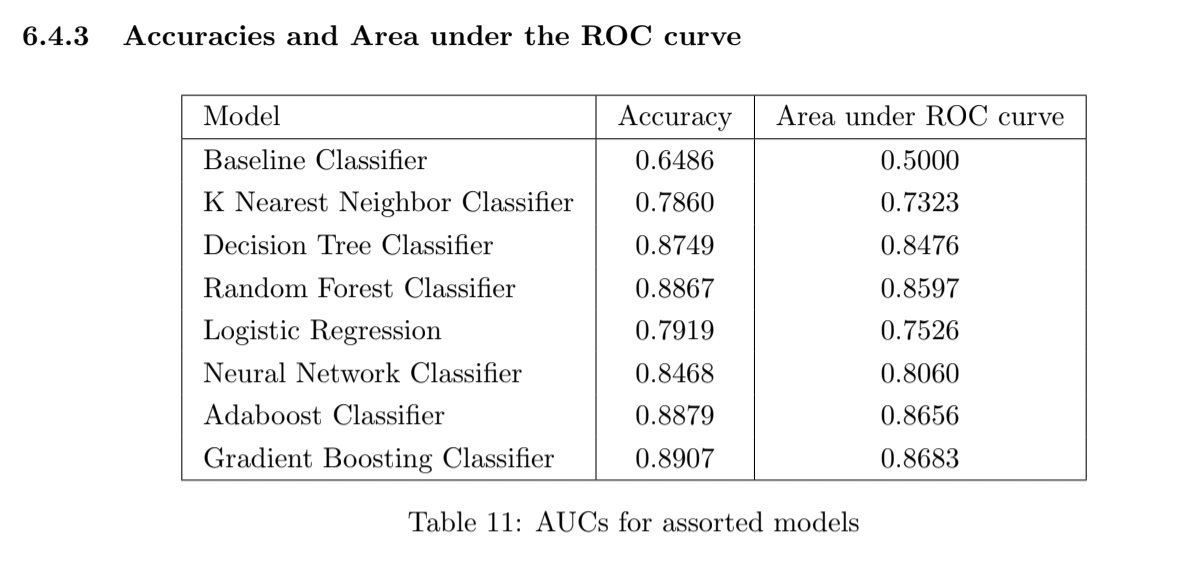 6.4.3 Accuracies and Area under the ROC curve
Model Accuracy Area under ROC curve
Baseline Classifier 0.6486 0.5000
K Nearest Neighbor Classifier 0.7860 0.7323
Decision Tree Classifier 0.8749 0.8476
Random Forest Classifier 0.8867 0.8597
Logistic Regression 0.7919 0.7526
Neural Network Classifier 0.8468 0.8060
Adaboost Classifier 0.8879 0.8656
Gradient Boosting Classifier 0.8907 0.8683
Table 11: AUCs for assorted models